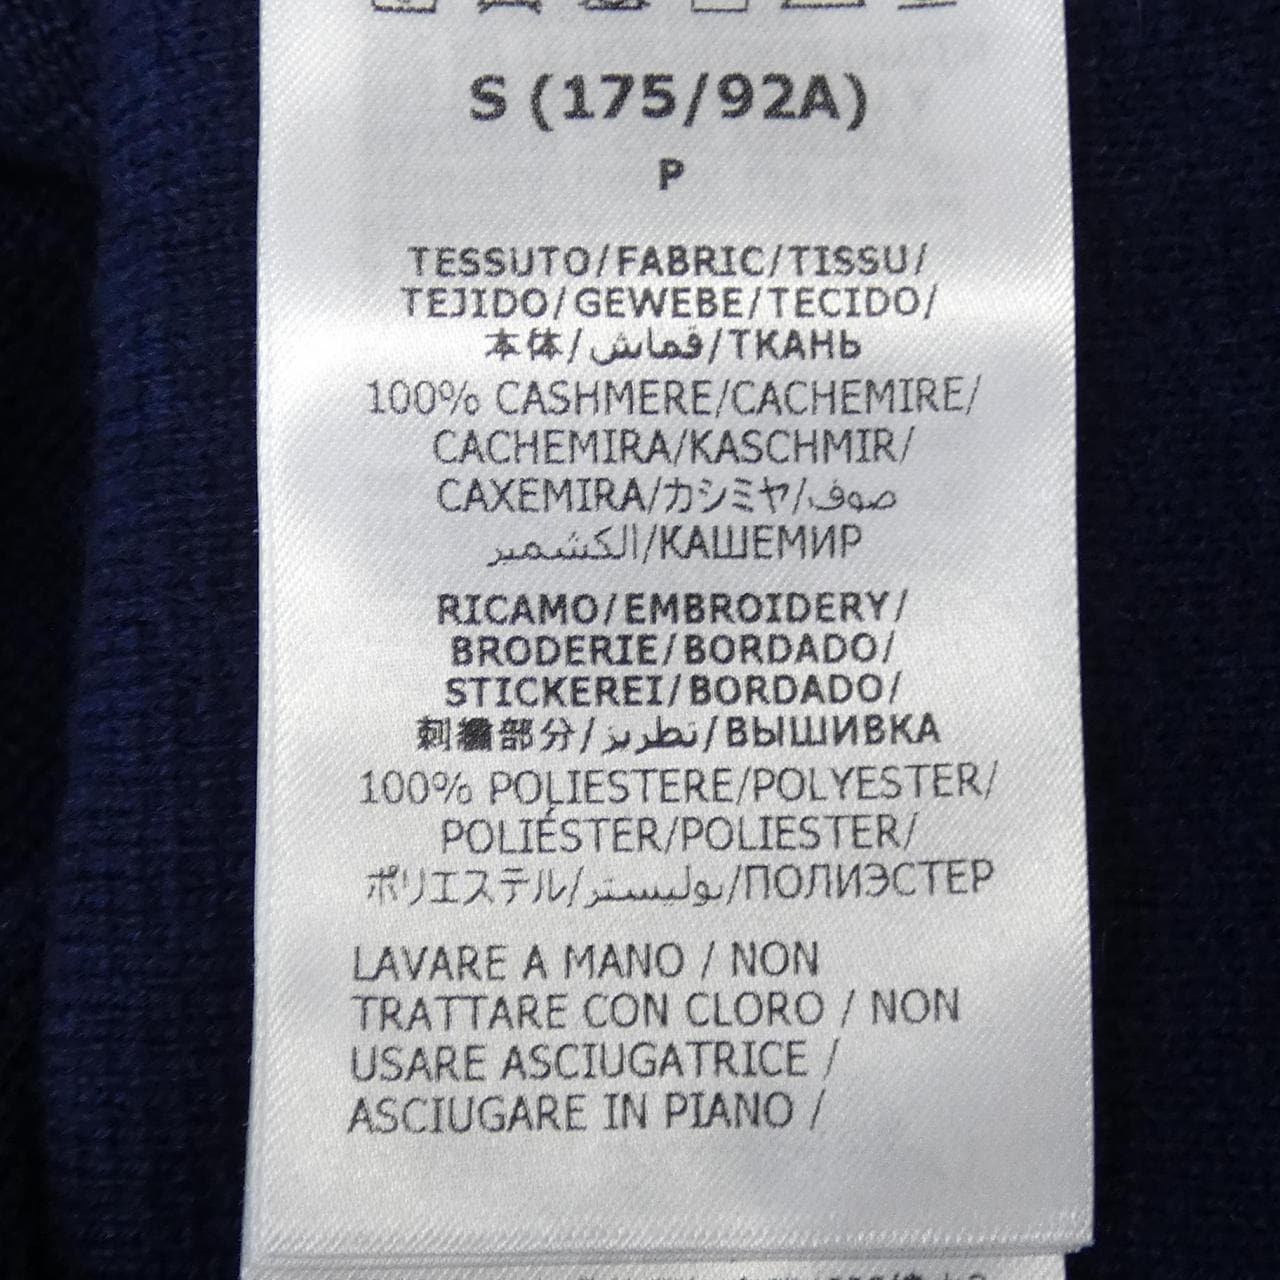 S (175/92A)
P
TESSUTO/FABRIC/TISSU/
TEJIDO/GEWEBE/TECIDO/
本体/قماش/ТКАНЬ
100% CASHMERE/CACHEMIRE/
CACHEMIRA/KASCHMIR/
CAXEMIRA/カシミヤ/صوف
الكشمير/КАШЕМИР
RICAMO/EMBROIDERY/
BRODERIE/BORDADO/
STICKEREI/BORDADO/
刺繍部分/تطريز/ВЫШИВКА
100% POLIESTERE/POLYESTER/
POLIÉSTER/POLIESTER/
ポリエステル/بوليستر/ПОЛИЭСТЕР
LAVARE A MANO / NON
TRATTARE CON CLORO / NON
USARE ASCIUGATRICE /
ASCIUGARE IN PIANO /